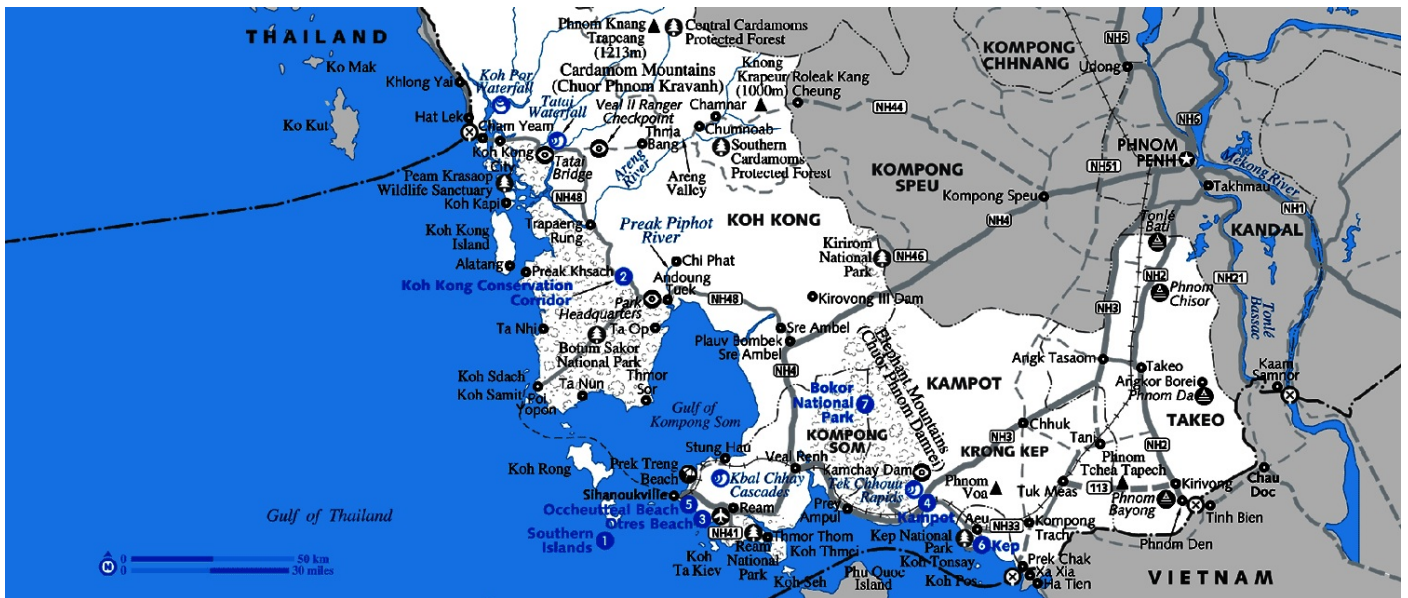 THAILAND
Ko Mak
Ko Kut
Khlong Yai
Hat Lek
Koh Por
Waterfall
Tatai
Waterfall
Phnom Knang
Trapeang
(1213m)
Central Cardamoms
Protected Forest
Cardamom Mountains
(Chuor Phnom Kravanh)
Knong
Krapeur
(1000m)
Roleak Kang
Cheung
Veal II Ranger
Checkpoint
Chamnar
Chumnoab
Thma
Bang
Cham Yeam
Koh Kong
City
Tatai
Bridge
Areng
River
Areng
Valley
Southern
Cardamoms
Protected Forest
Peam Krasaop
Wildlife Sanctuary
Koh Kapi
NH48
Koh Kong
Island
Trapaeng
Rung
Preak Piphot
River
KOH KONG
Alatang
Preak Khsach
2
Koh Kong Conservation
Corridor
Chi Phat
Andoung
Tuek
Park
Headquarters
NH48
Kirirom
National
Park
NH46
Kirovong III Dam
Ta Nhi
Ta Op
Botum Sakor
National Park
Sre Ambel
Plauv Bombek
Sre Ambel
NH4
Koh Sdach
Koh Samit
Poi
Yopon
Ta Nun
Thmor
Sor
KOMPONG
CHHNANG
NH5
Udong
NH44
NH6
PHNOM
PENH
Mekong River
KOMPONG
SPEU
NH51
Takhmau
Kompong Speu
NH4
NH1
Tonlé
Bati
KANDAL
NH2
NH21
Phnom
Chisor
NH3
Tonlé
Bassac
Elephant Mountains
(Chuor Phnom Damrei)
Angk Tasaom
Takeo
Angkor Borei
Phnom Da
Kaam
Samnor
Bokor
National
Park
7
KAMPOT
TAKEO
Gulf of
Kompong Som
KOMPONG
SOM
Chhuk
NH3
KRONG KEP
Tani
NH2
Stung Hau
Veal Renh
Kamchay Dam
Phnom
Tchea Tapech
Koh Rong
Prek Treng
Beach
Kbal Chhay
Cascades
Tek Chhouu
Rapids
Phnom
Voa
Tuk Meas
113
Kirivong
Chau
Doc
Sihanoukville
5
Occheutteal Beach
Otres Beach
3
Ream
Prey
Ampul
4
Kampot
Phnom
Bayong
Tinh Bien
Gulf of Thailand
Southern
Islands
1
NH41
Ream
National
Park
Thmor Thom
Koh Thmei
Aeu
NH33
Kompong
Trach
Phnom Den
Kep National
Park
6
Kep
Koh
Ta Kiev
Koh Seh
Phu Quoc
Island
Koh Tonsay
Koh Pos
Prek Chak
Xa Xia
Ha Tien
VIETNAM
N
0
50 km
0
30 miles